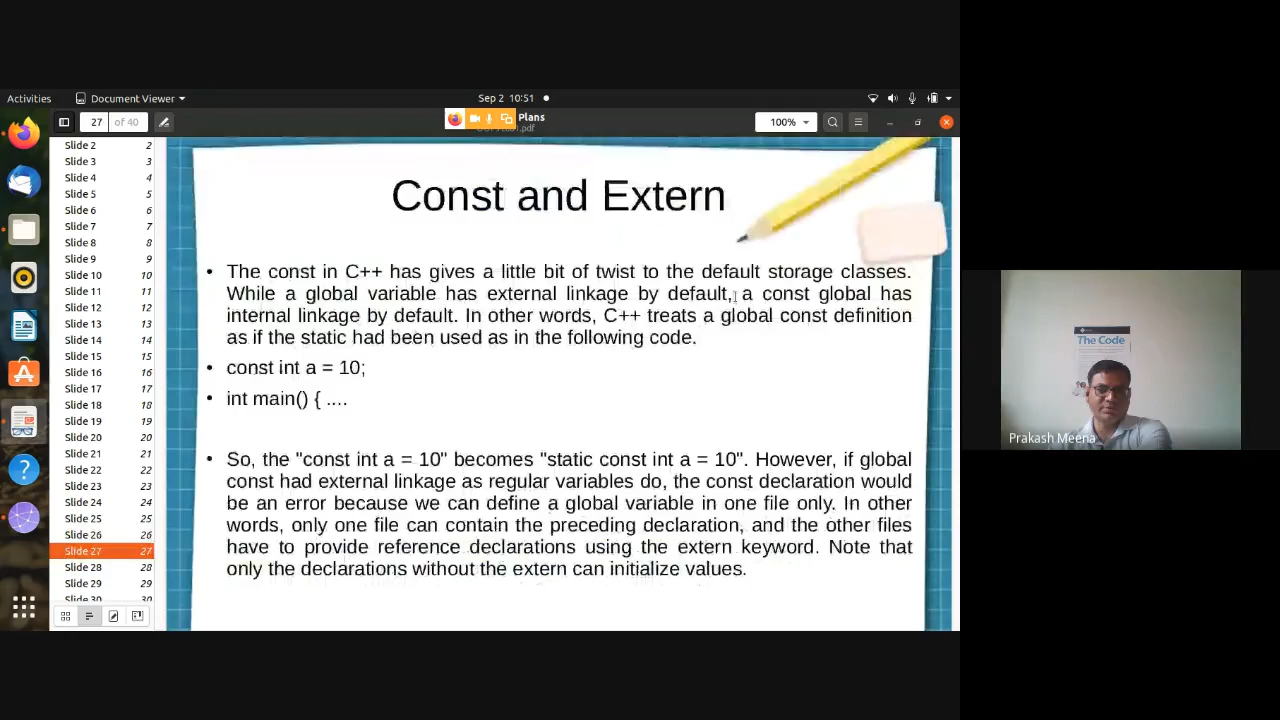 Activities
Document Viewer
Sep 2 10:51
27
of 40
Plans
100%
Slide 2 2
Slide 3 3
Slide 4 4
Slide 5 5
Slide 6 6
Slide 7 7
Slide 8 8
Slide 9 9
Slide 10 10
Slide 11 11
Slide 12 12
Slide 13 13
Slide 14 14
Slide 15 15
Slide 16 16
Slide 17 17
Slide 18 18
Slide 19 19
Slide 20 20
Slide 21 21
Slide 22 22
Slide 23 23
Slide 24 24
Slide 25 25
Slide 26 26
Slide 27 27
Slide 28 28
Slide 29 29
Slide 30 30
Const and Extern
• The const in C++ has gives a little bit of twist to the default storage classes.
While a global variable has external linkage by default, a const global has
internal linkage by default. In other words, C++ treats a global const definition
as if the static had been used as in the following code.
• const int a = 10;
• int main() { ....
• So, the "const int a = 10" becomes "static const int a = 10". However, if global
const had external linkage as regular variables do, the const declaration would
be an error because we can define a global variable in one file only. In other
words, only one file can contain the preceding declaration, and the other files
have to provide reference declarations using the extern keyword. Note that
only the declarations without the extern can initialize values.
The Code
Prakash Meena